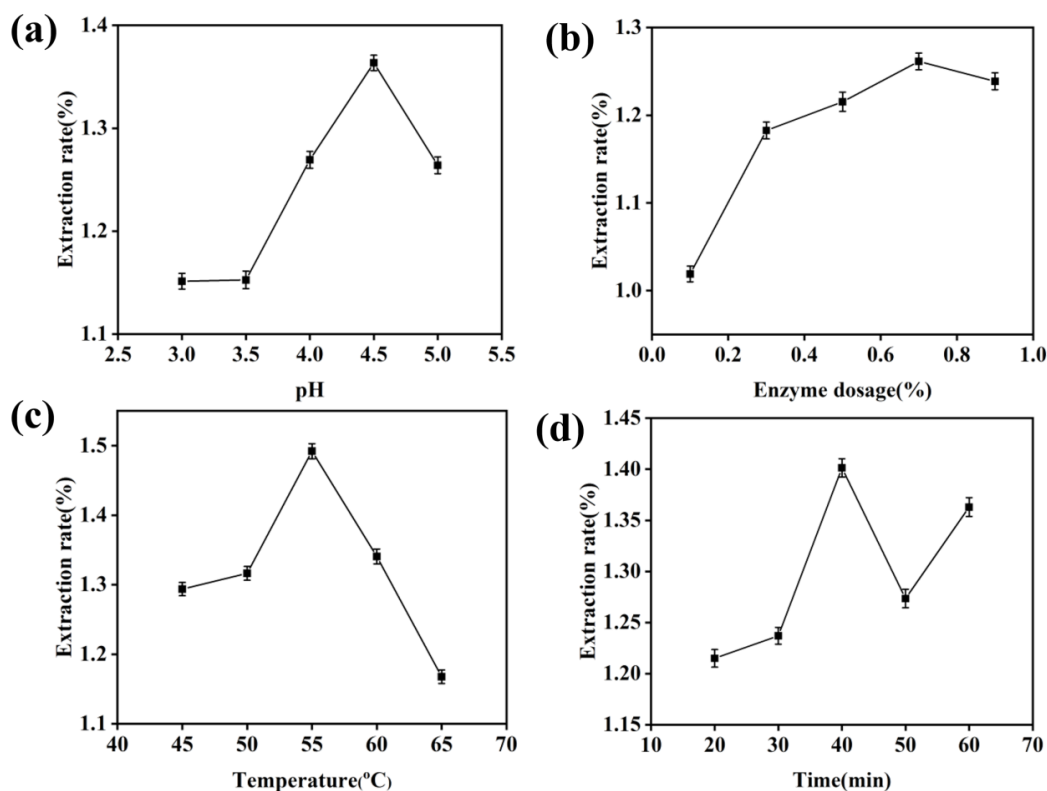 (a)
1.4
1.3
1.2
1.1
Extraction rate(%)
2.5 3.0 3.5 4.0 4.5 5.0 5.5
pH
(b)
1.3
1.2
1.1
1.0
Extraction rate(%)
0.0 0.2 0.4 0.6 0.8 1.0
Enzyme dosage(%)
(c)
1.5
1.4
1.3
1.2
1.1
Extraction rate(%)
40 45 50 55 60 65 70
Temperature(°C)
(d)
1.45
1.40
1.35
1.30
1.25
1.20
1.15
Extraction rate(%)
10 20 30 40 50 60 70
Time(min)